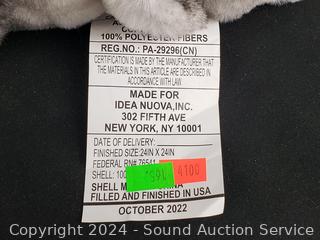 100% POLYESTER FIBERS
REG.NO.: PA-29296(CN)
CERTIFICATION IS MADE BY THE MANUFACTURER THAT
THE MATERIALS IN THIS ARTICLE ARE DESCRIBED IN
ACCORDANCE WITH LAW
MADE FOR
IDEA NUOVA,INC.
302 FIFTH AVE
NEW YORK, NY 10001
DATE OF DELIVERY:
FINISHED SIZE:24IN X 24IN
FEDERAL RN# 76541
4100
SHELL: 100
SHELL M
FILLED AND FINISHED IN USA
OCTOBER 2022
Copyright 2024 - Sound Auction Service